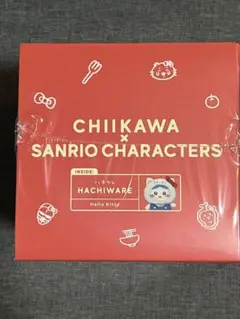 CHIIKAWA
×
SANRIO CHARACTERS
INSIDE
HACHIWARE
Hello Kitty